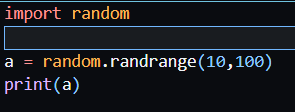 import random
a = random.randrange(10,100)
print(a)